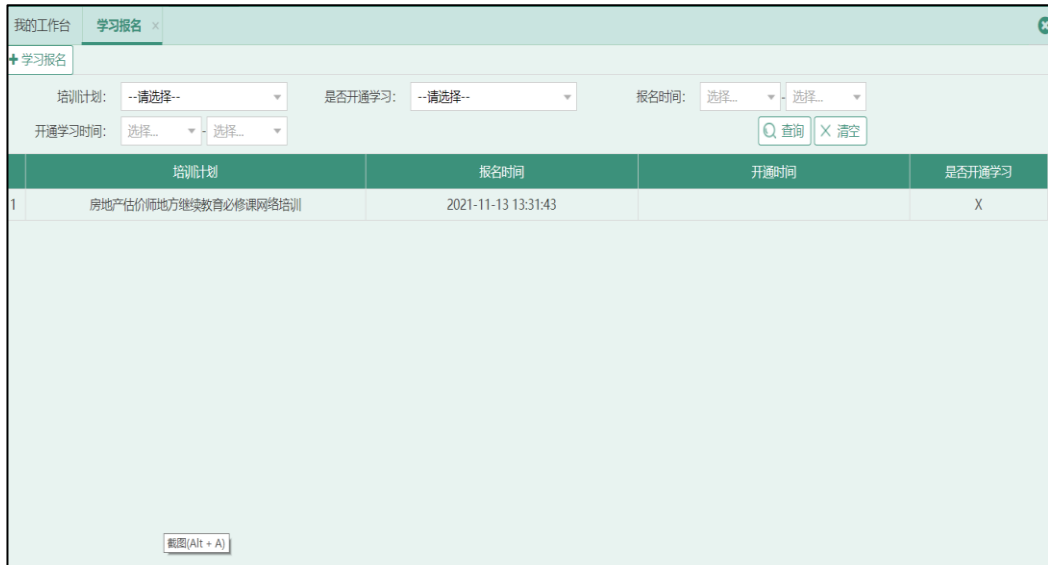 我的工作台 学习报名 ×
+ 学习报名
培训计划: --请选择-- 是否开通学习: --请选择-- 报名时间: 选择... - 选择...
开通学习时间: 选择... - 选择... 查询 X 清空
培训计划 报名时间 开通时间 是否开通学习
1 房地产估价师地方继续教育必修课网络培训 2021-11-13 13:31:43 X
截图(Alt + A)